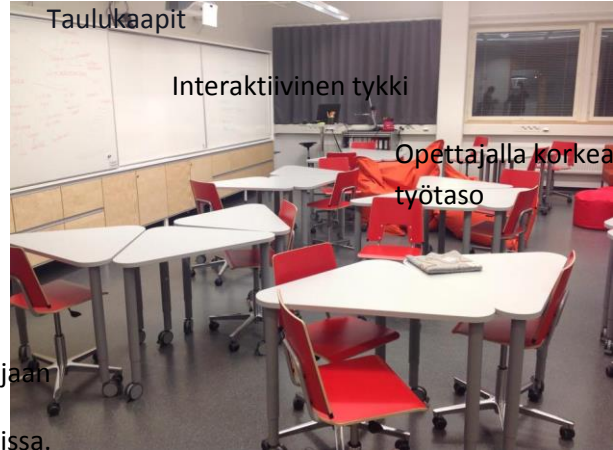 Taulukaapit
Interaktiivinen tykki
Opettajalla korkea
työtaso
jaan
issa.